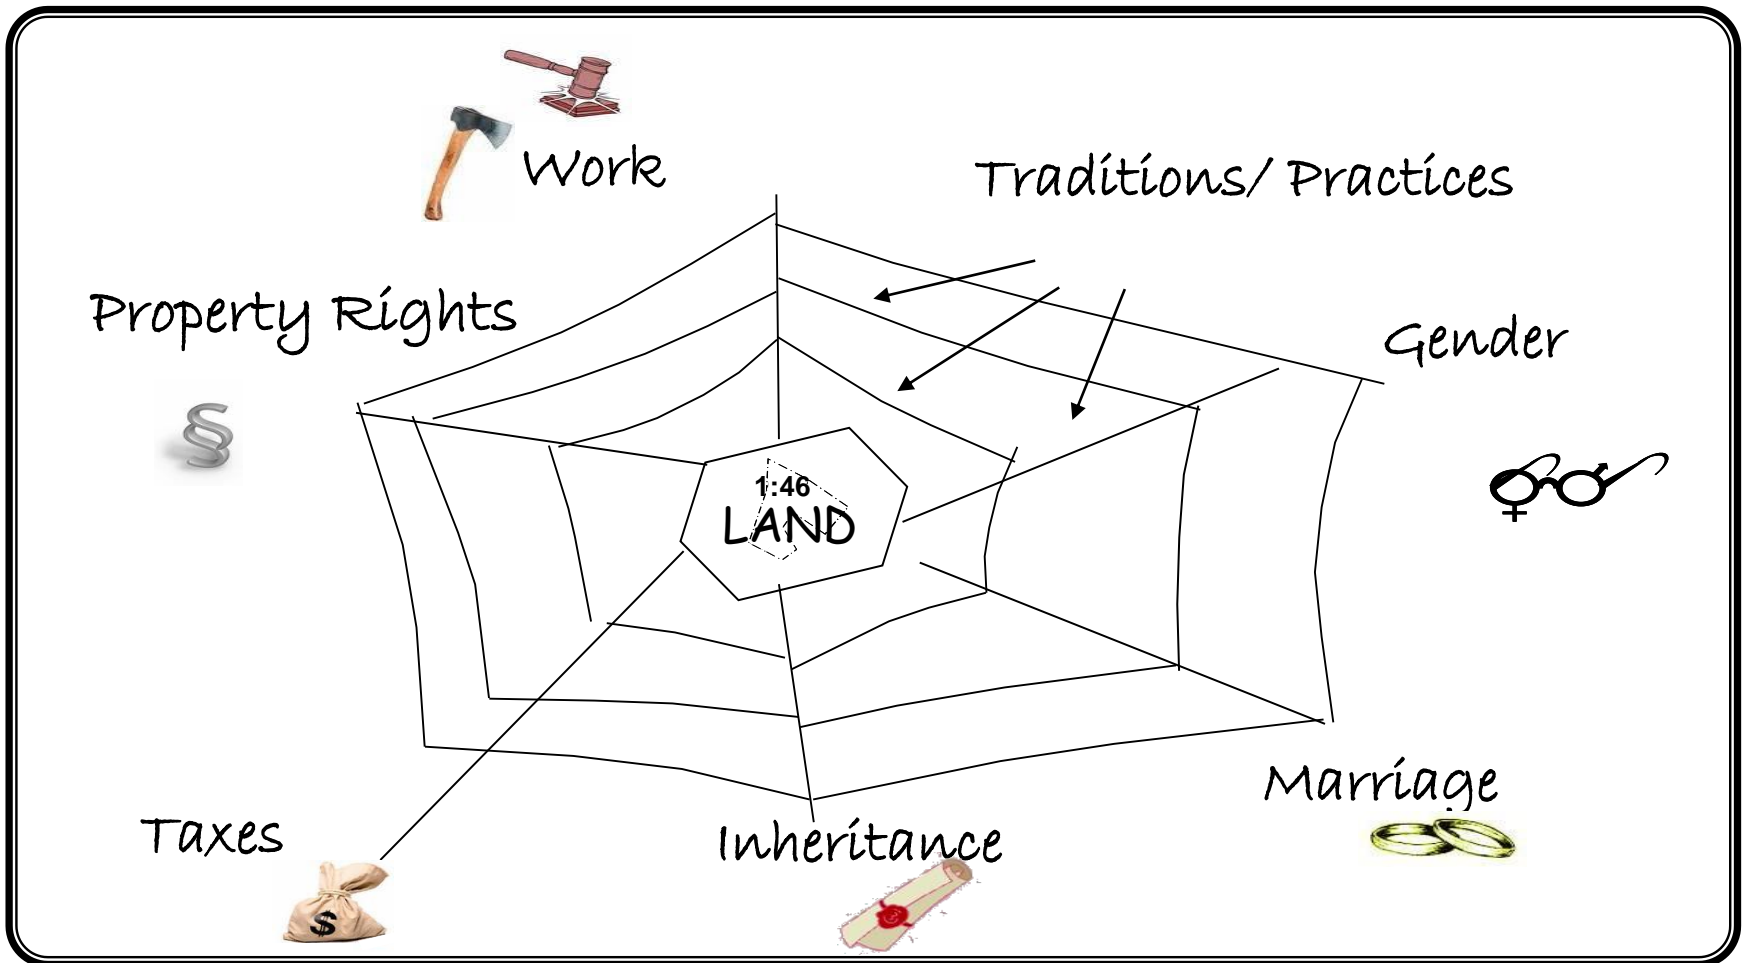 Work
Traditions/ Practices
Property Rights
Gender
§
1:46
LAND
Marriage
Taxes
Inheritance
$